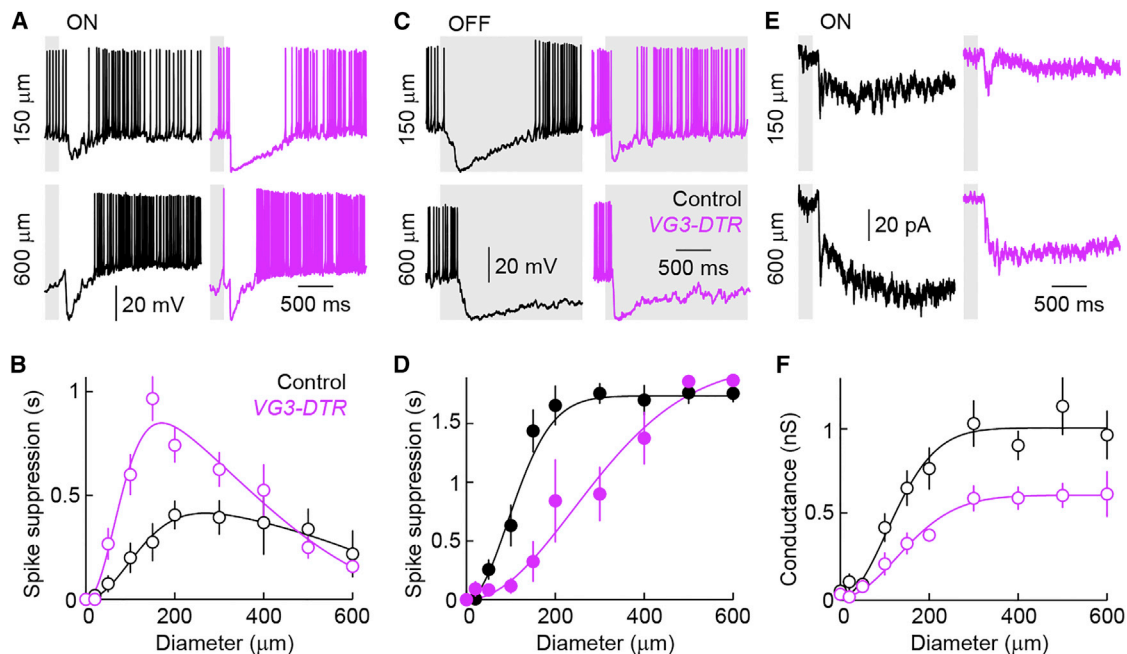 A ON
C OFF
E ON
150 μm
150 μm
150 μm
600 μm
600 μm
600 μm
20 mV
500 ms
Control
VG3-DTR
20 mV
500 ms
20 pA
500 ms
B
Control
VG3-DTR
Spike suppression (s)
1
0.5
0
0 200 400 600
Diameter (μm)
D
Spike suppression (s)
1.5
1
0.5
0
0 200 400 600
Diameter (μm)
F
Conductance (nS)
1
0.5
0
0 200 400 600
Diameter (μm)